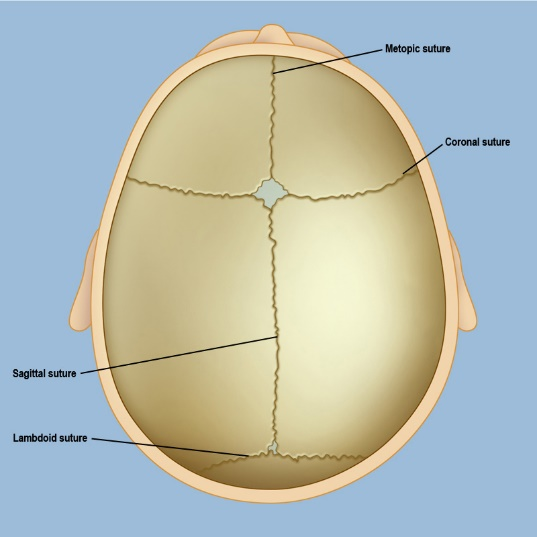 Metopic suture
Coronal suture
Sagittal suture
Lambdoid suture